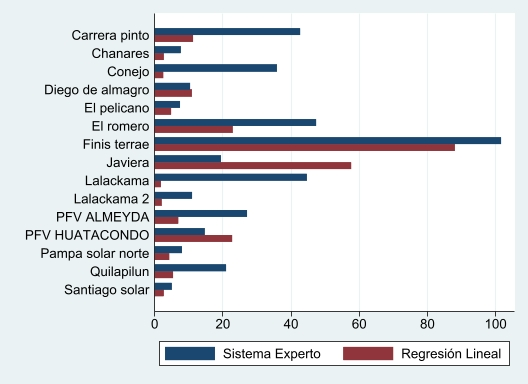 Carrera pinto
Chanares
Conejo
Diego de almagro
El pelicano
El romero
Finis terrae
Javiera
Lalackama
Lalackama 2
PFV ALMEYDA
PFV HUATACONDO
Pampa solar norte
Quilapilun
Santiago solar
0 20 40 60 80 100
Sistema Experto Regresión Lineal